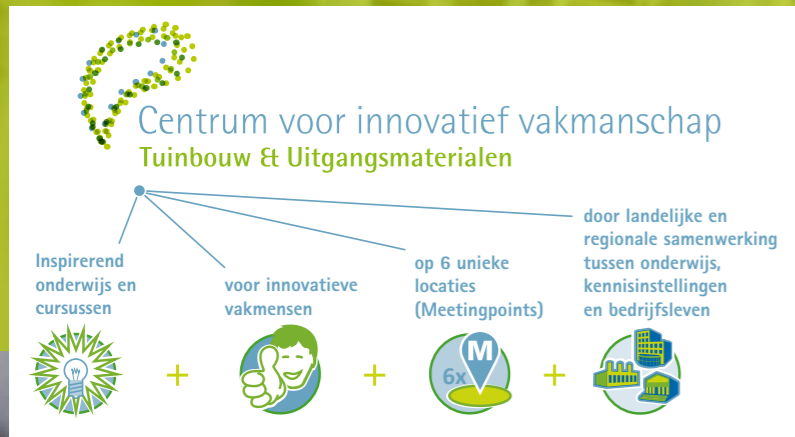 Centrum voor innovatief vakmanschap
Tuinbouw & Uitgangsmaterialen
Inspirerend
onderwijs en
cursussen
voor innovatieve
vakmensen
op 6 unieke
locaties
(Meetingpoints)
door landelijke en
regionale samenwerking
tussen onderwijs,
kennisinstellingen
en bedrijfsleven
+
+
M
6x
+